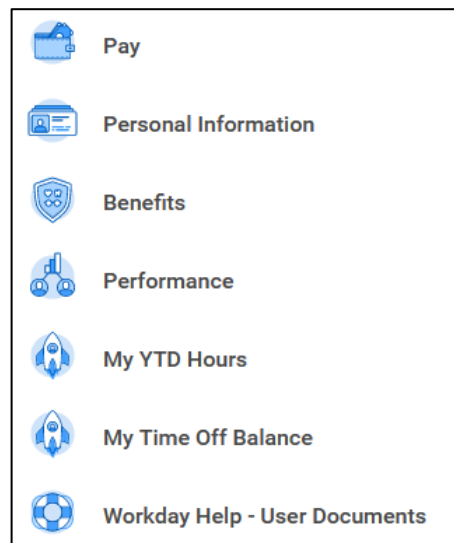 Pay
Personal Information
Benefits
Performance
My YTD Hours
My Time Off Balance
Workday Help - User Documents